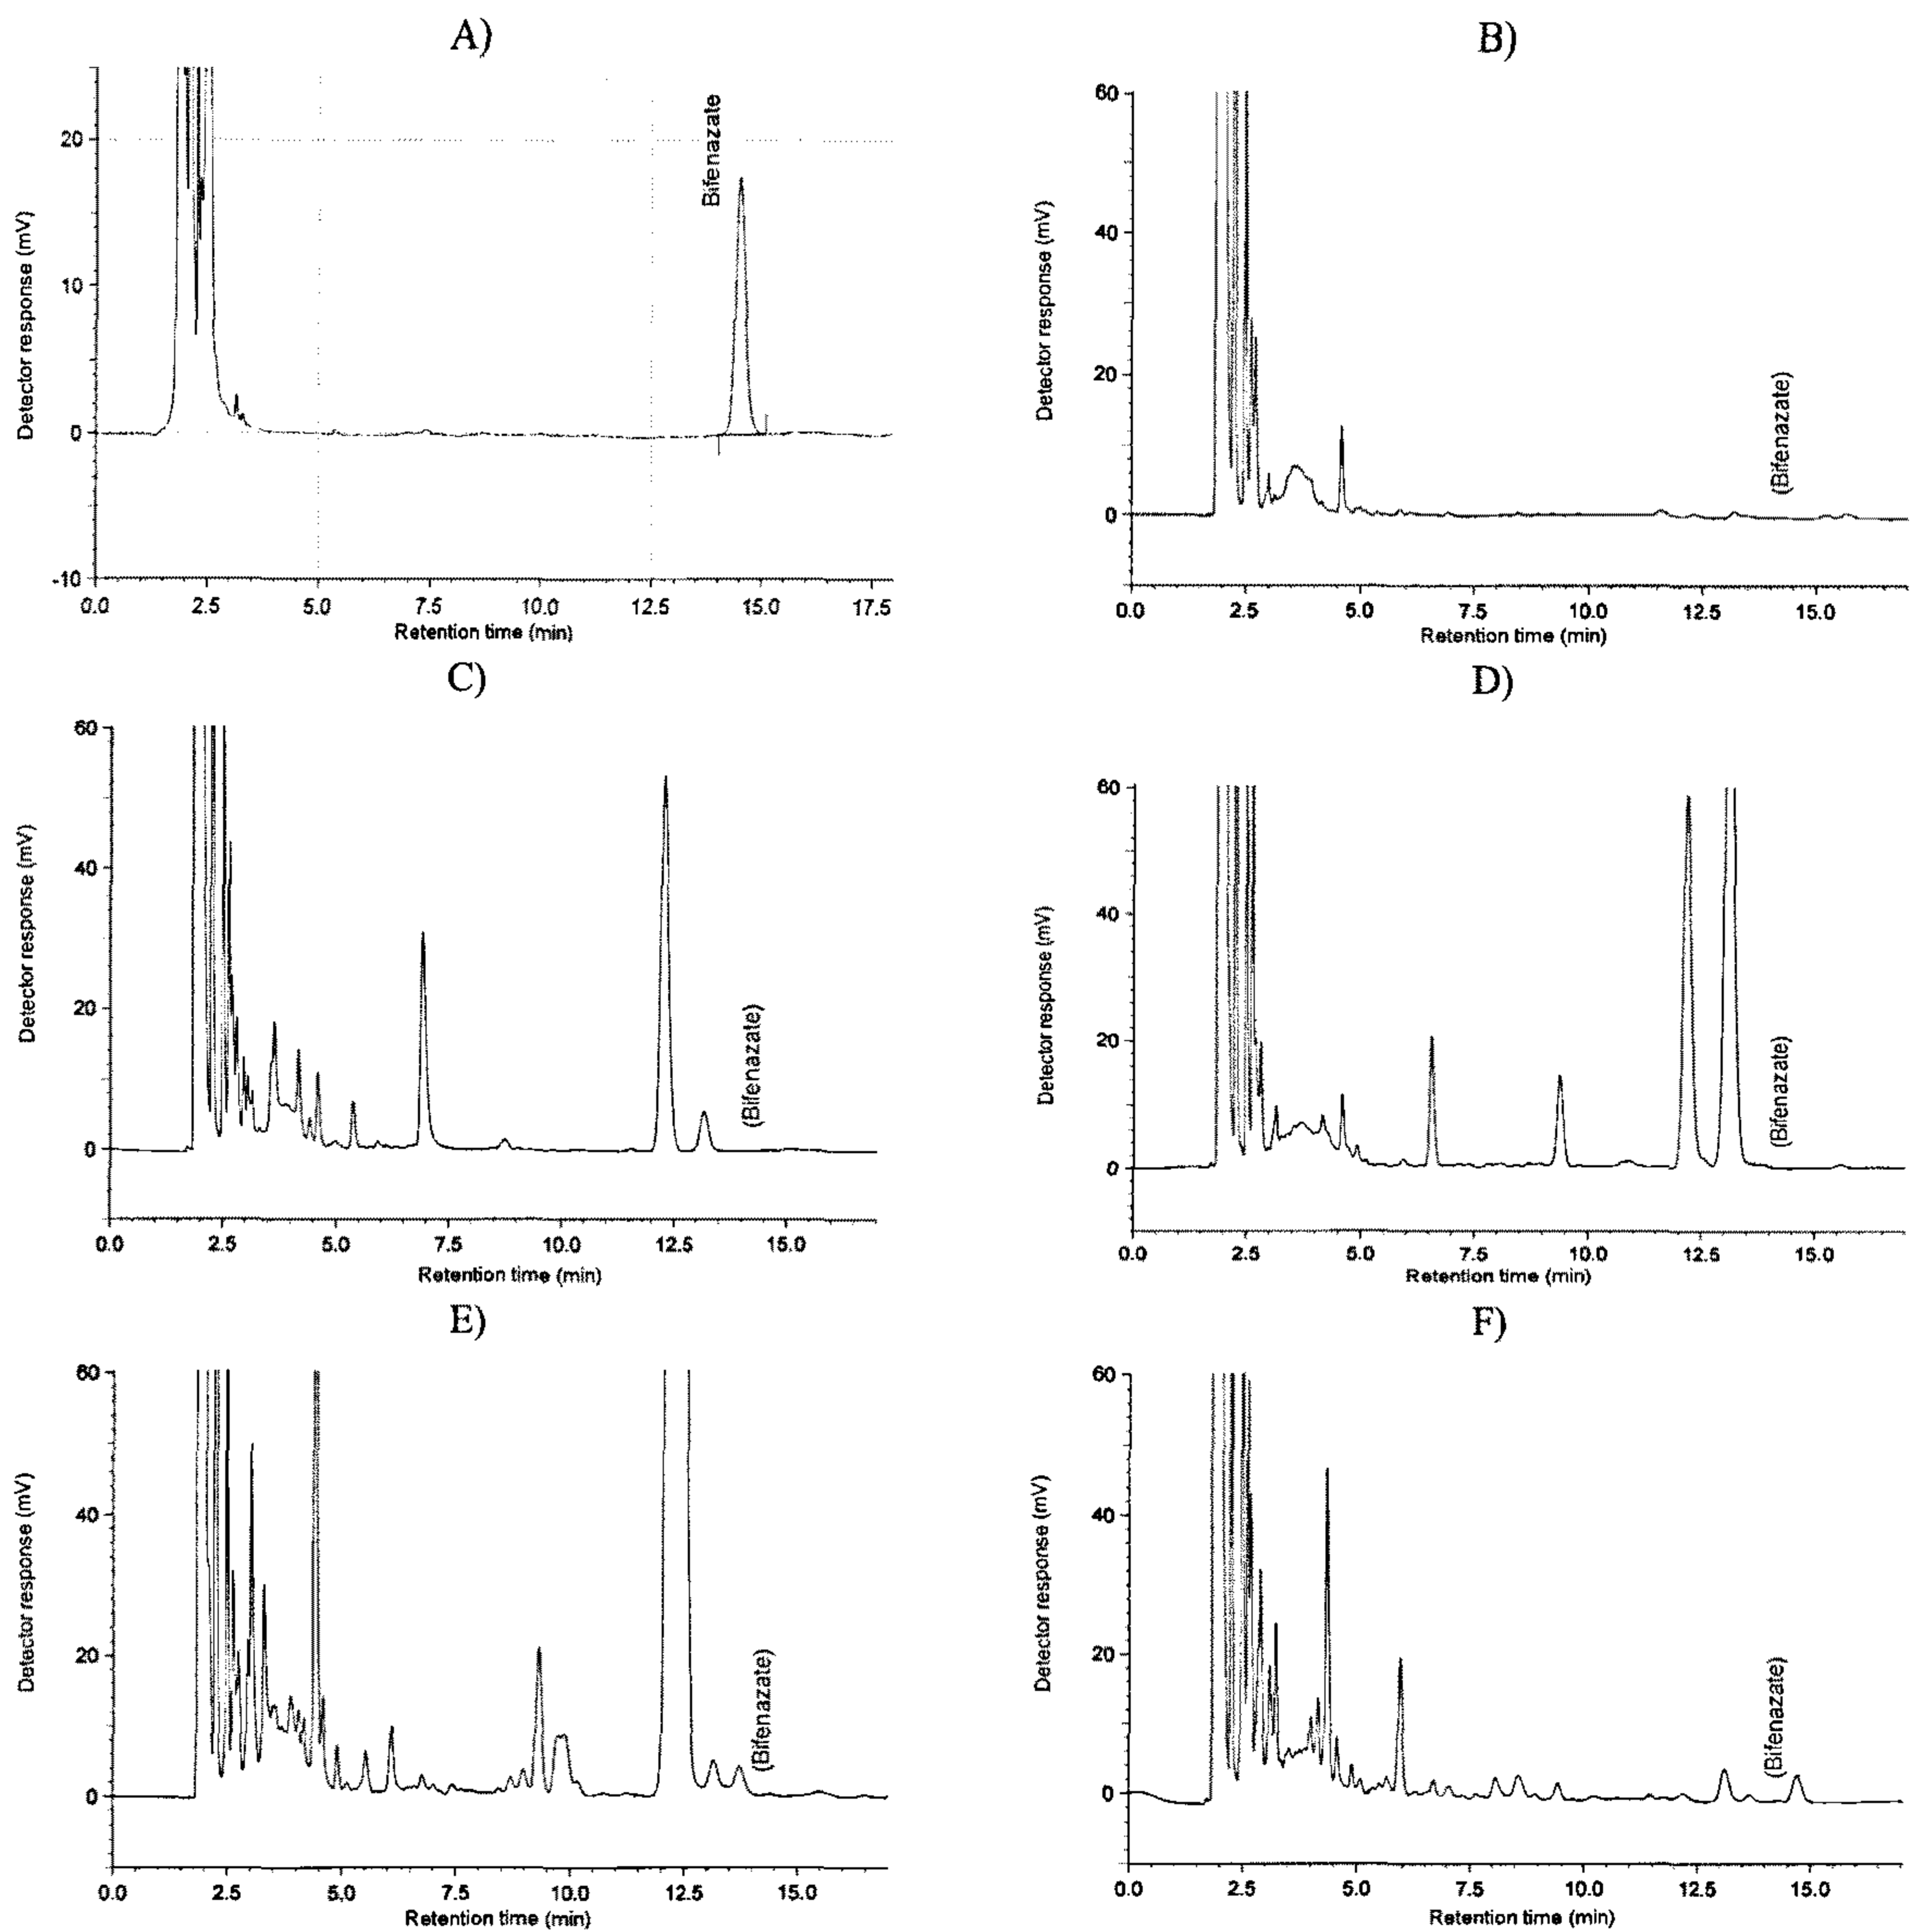 A)
Detector response (mV)
20
10
0
-10
Bifenazate
0.0 2.5 5.0 7.5 10.0 12.5 15.0 17.5
Retention time (min)
B)
Detector response (mV)
60
40
20
0
(Bifenazate)
0.0 2.5 5.0 7.5 10.0 12.5 15.0
Retention time (min)
C)
Detector response (mV)
60
40
20
0
(Bifenazate)
0.0 2.5 5.0 7.5 10.0 12.5 15.0
Retention time (min)
D)
Detector response (mV)
60
40
20
0
(Bifenazate)
0.0 2.5 5.0 7.5 10.0 12.5 15.0
Retention time (min)
E)
Detector response (mV)
60
40
20
0
(Bifenazate)
0.0 2.5 5.0 7.5 10.0 12.5 15.0
Retention time (min)
F)
Detector response (mV)
60
40
20
0
(Bifenazate)
0.0 2.5 5.0 7.5 10.0 12.5 15.0
Retention time (min)